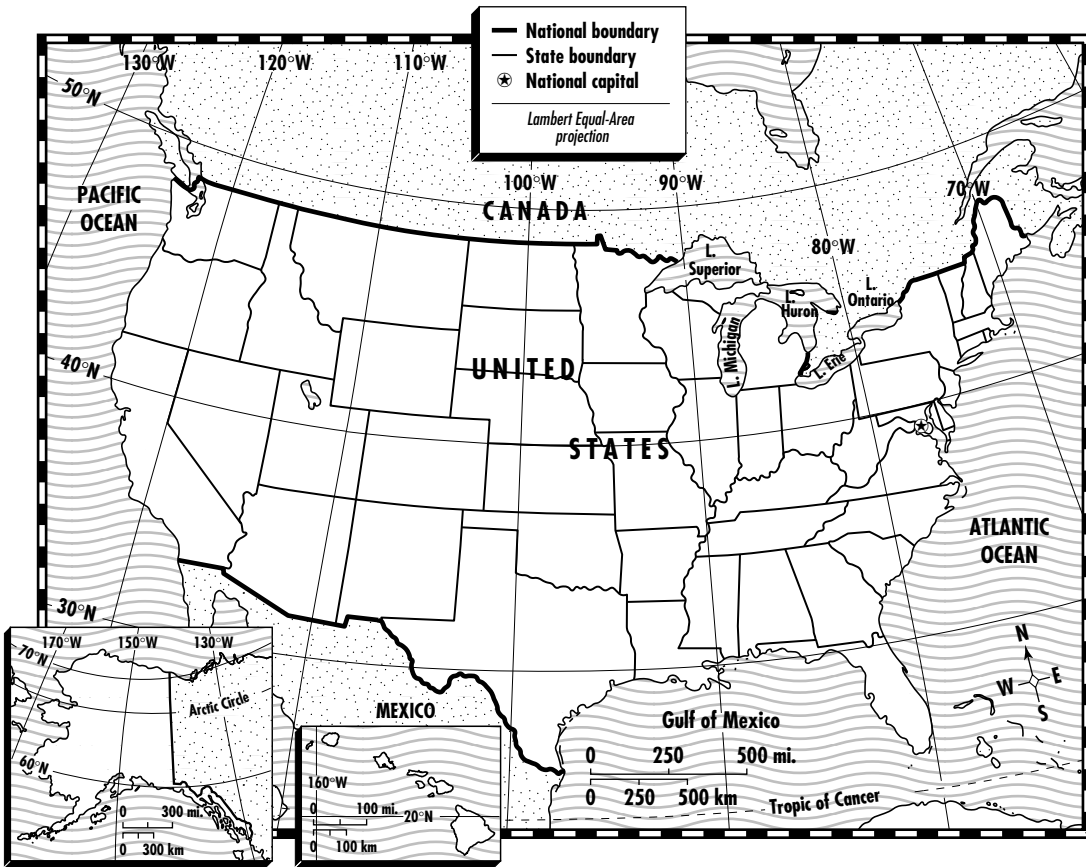 National boundary
State boundary
National capital
Lambert Equal-Area
projection
130°W
120°W
110°W
100°W
90°W
80°W
70°W
50°N
40°N
30°N
PACIFIC
OCEAN
CANADA
L.
Superior
L.
Huron
L.
Ontario
L. Michigan
L. Erie
UNITED
STATES
ATLANTIC
OCEAN
N
W
E
S
MEXICO
Gulf of Mexico
0 250 500 mi.
0 250 500 km
Tropic of Cancer
170°W
150°W
130°W
70°N
Arctic Circle
60°N
0 300 mi.
0 300 km
160°W
0 100 mi.
20°N
0 100 km